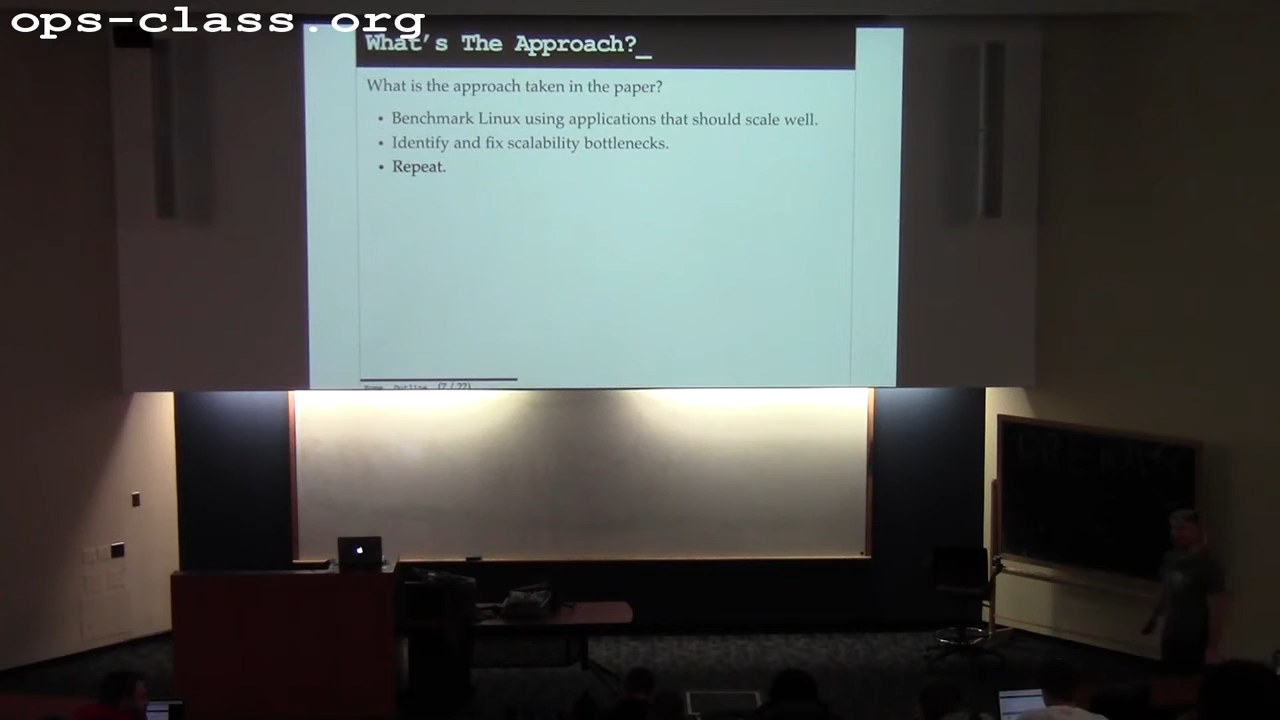 ops-class.org
What's The Approach?_
What is the approach taken in the paper?
• Benchmark Linux using applications that should scale well.
• Identify and fix scalability bottlenecks.
• Repeat.